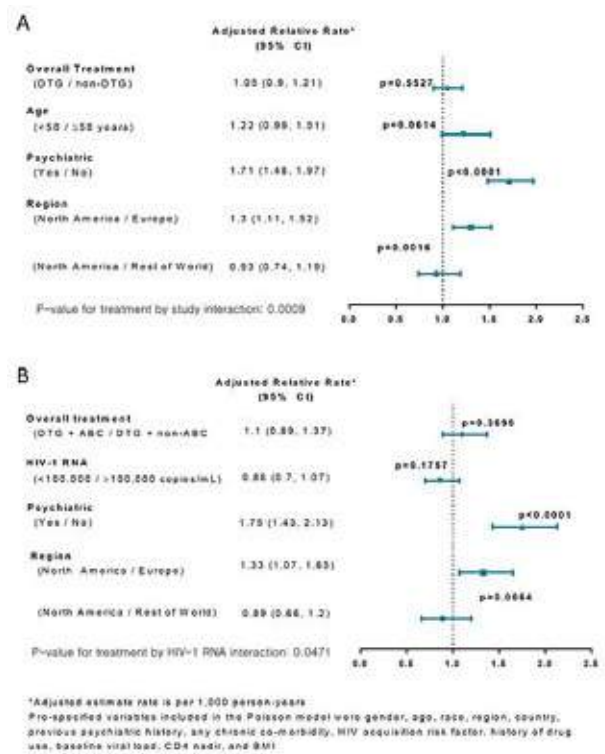 A
Adjusted Relative Rate*
(95% CI)
Overall Treatment
(DTG / non-DTG)
1.05 (0.9, 1.21)
p=0.5527
Age
(<50 / ≥50 years)
1.22 (0.99, 1.51)
p=0.0614
Psychiatric
(Yes / No)
1.71 (1.48, 1.97)
p<0.0001
Region
(North America / Europe)
1.3 (1.11, 1.52)
p=0.0016
(North America / Rest of World)
0.93 (0.74, 1.19)
P-value for treatment by study interaction: 0.0009
0.0 0.5 1.0 1.5 2.0 2.5
B
Adjusted Relative Rate*
(95% CI)
Overall treatment
(DTG + ABC / DTG + non-ABC
1.1 (0.89, 1.37)
p=0.3696
HIV-1 RNA
(<100,000 / >100,000 copies/mL)
0.86 (0.7, 1.07)
p=0.1757
Psychiatric
(Yes / No)
1.75 (1.43, 2.13)
p<0.0001
Region
(North America / Europe)
1.33 (1.07, 1.65)
p=0.0064
(North America / Rest of World)
0.89 (0.66, 1.2)
P-value for treatment by HIV-1 RNA interaction: 0.0471
0.0 0.5 1.0 1.5 2.0 2.5
*Adjusted estimate rate is per 1,000 person-years
Pre-specified variables included in the Poisson model were gender, age, race, region, country,
previous psychiatric history, any chronic co-morbidity, HIV acquisition risk factor, history of drug
use, baseline viral load, CD4 nadir, and BMI